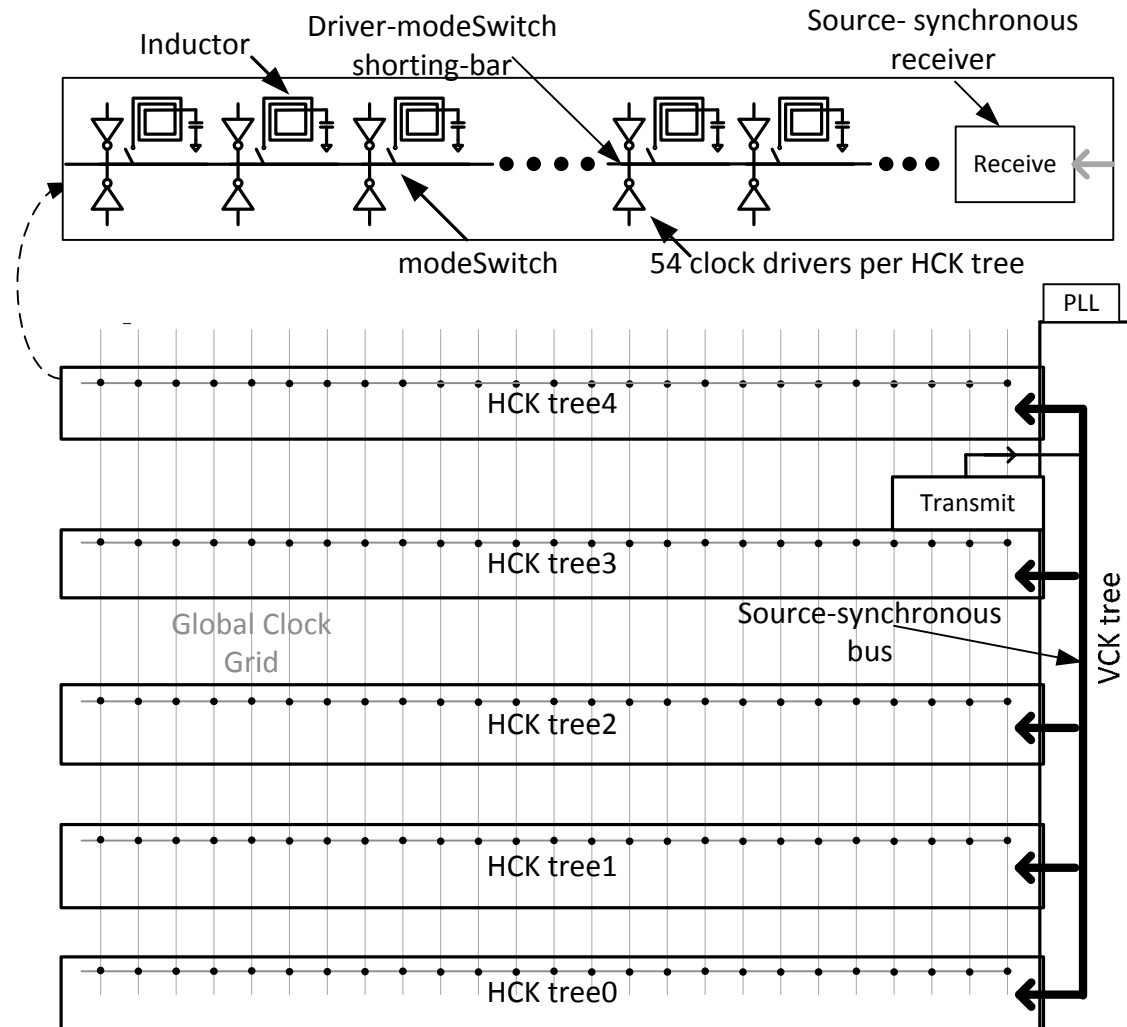 Driver-modeSwitch
shorting-bar
Inductor
Source- synchronous
receiver
Receive
modeSwitch
54 clock drivers per HCK tree
PLL
HCK tree4
Transmit
HCK tree3
Global Clock
Grid
Source-synchronous
bus
VCK tree
HCK tree2
HCK tree1
HCK tree0